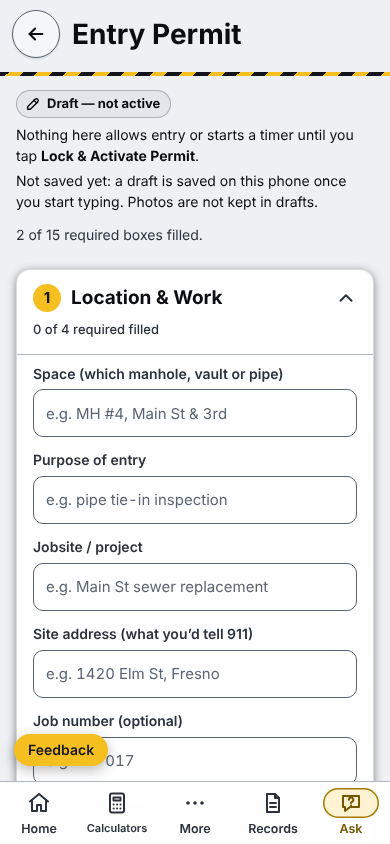 Entry Permit
Draft — not active
Nothing here allows entry or starts a timer until you
tap Lock & Activate Permit.
Not saved yet: a draft is saved on this phone once
you start typing. Photos are not kept in drafts.
2 of 15 required boxes filled.
1 Location & Work
0 of 4 required filled
Space (which manhole, vault or pipe)
e.g. MH #4, Main St & 3rd
Purpose of entry
e.g. pipe tie-in inspection
Jobsite / project
e.g. Main St sewer replacement
Site address (what you’d tell 911)
e.g. 1420 Elm St, Fresno
Job number (optional)
017
Feedback
Home
Calculators
More
Records
Ask